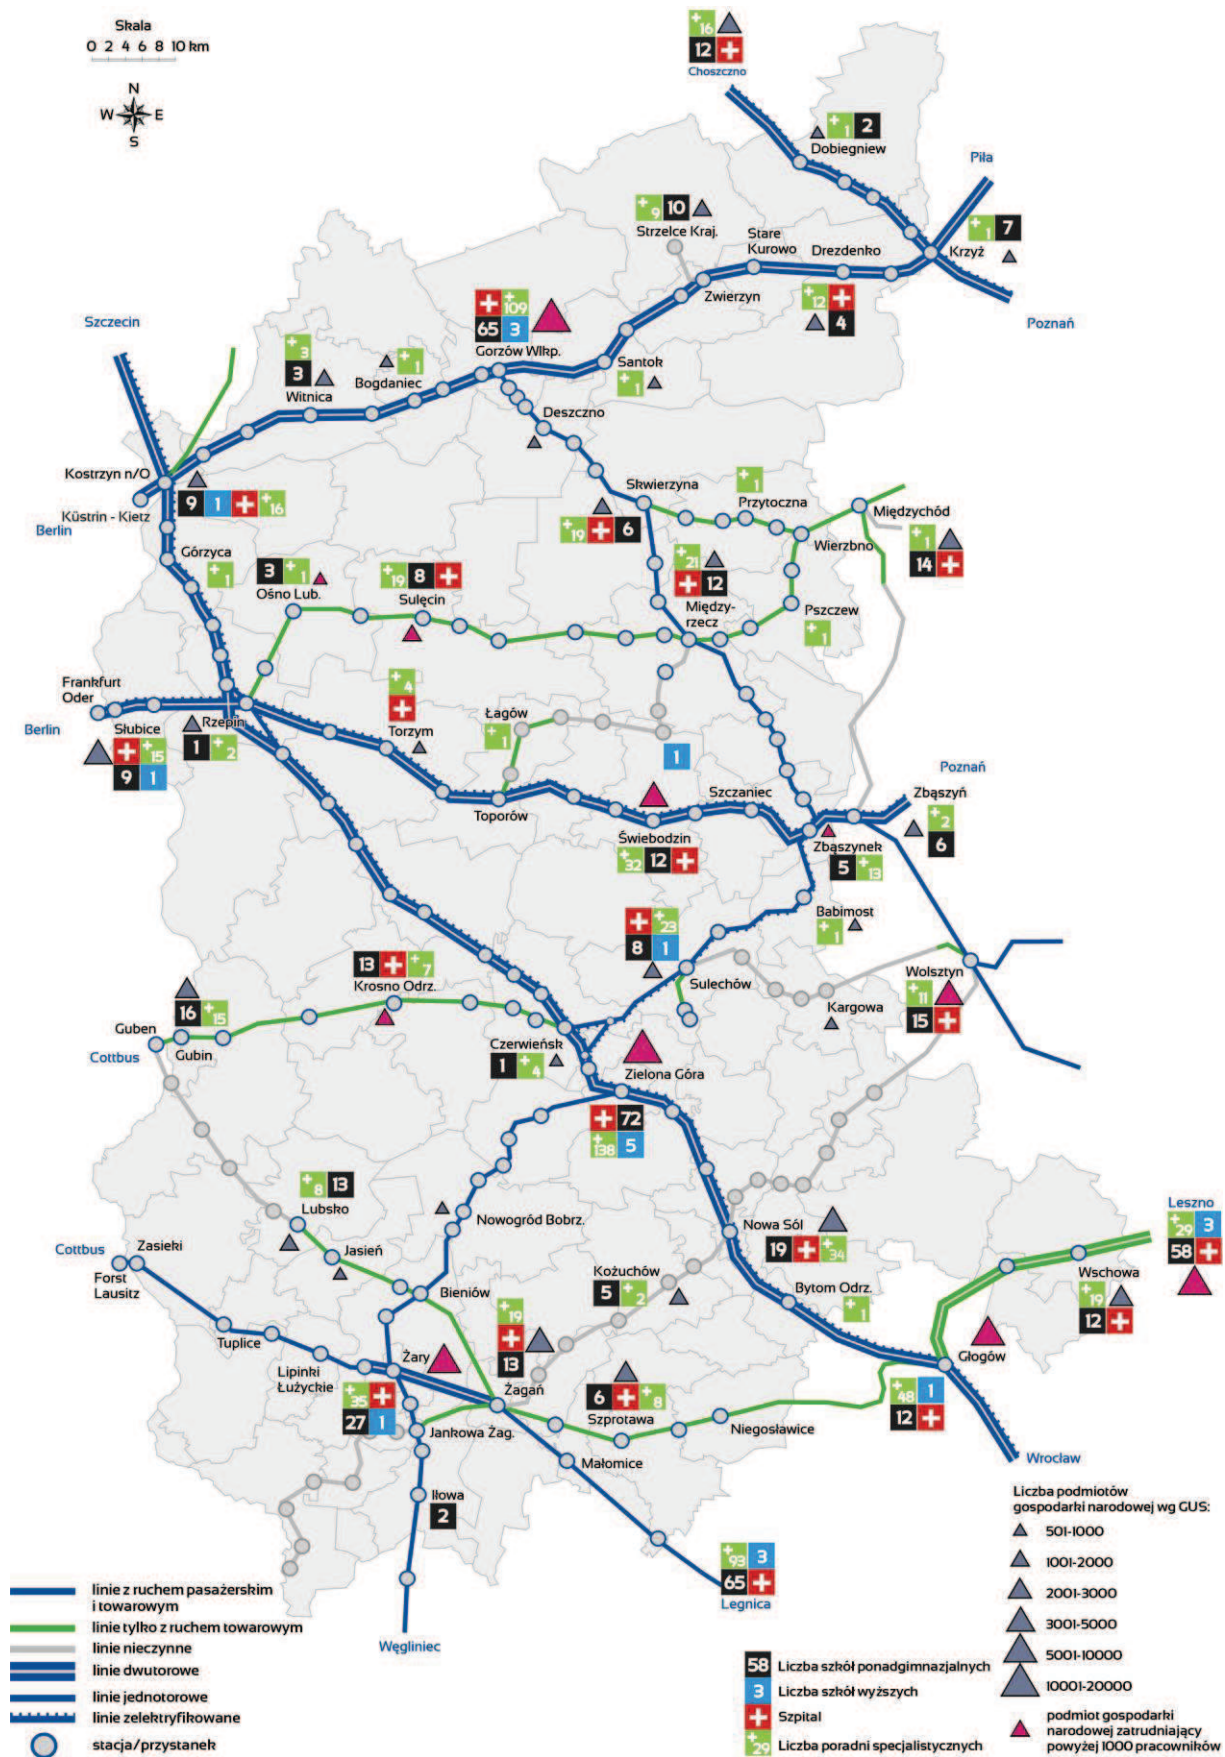 Skala
0 2 4 6 8 10 km
N
W E
S
+16
12
Choszczno
+1 2
Dobiegniew
Piła
+1 7
Krzyż
Poznań
+9 10
Strzelce Kraj.
Stare
Kurowo
Drezdenko
Zwierzyn
+12
4
+109
65 3
Gorzów Wlkp.
Szczecin
+3
3
Witnica
+1
Bogdaniec
Santok
+1
Deszczno
Kostrzyn n/O
9 1 +16
Küstrin - Kietz
Berlin
Skwierzyna
+19 6
+1
Przytoczna
Międzychód
+1
14
Wierzbno
Górzyca
+1
3 +1
Ośno Lub.
+19 8
Sulęcin
+21
12
Między-
rzecz
Pszczew
+1
Frankfurt
Oder
Berlin
Słubice
+15
9 1
Rzepin
1 +2
+4
Torzym
Łagów
+1
1
Toporów
Szczaniec
Świebodzin
+32 12
Poznań
Zbąszyń
+2
6
Zbąszynek
5 +13
Babimost
+1
+23
8 1
Sulechów
Kargowa
Wolsztyn
+11
15
13 +7
Krosno Odrz.
16 +15
Guben
Gubin
Cottbus
Czerwieńsk
1 +4
Zielona Góra
72
+138 5
+8 13
Lubsko
Jasień
Nowogród Bobrz.
Nowa Sól
19 +34
Leszno
+29 3
58
Wschowa
+19
12
Cottbus
Zasieki
Forst
Lausitz
Bieniów
Kożuchów
5 +2
Bytom Odrz.
+1
Tuplice
Lipinki
Łużyckie
Żary
+35
27 1
+19
13
Żagań
6 +8
Szprotawa
Głogów
+48 1
12
Niegosławice
Jankowa Żag.
Małomice
Wrocław
Iłowa
2
+93 3
65
Legnica
Węgliniec
linie z ruchem pasażerskim
i towarowym
linie tylko z ruchem towarowym
linie nieczynne
linie dwutorowe
linie jednotorowe
linie zelektryfikowane
stacja/przystanek
58 Liczba szkół ponadgimnazjalnych
3 Liczba szkół wyższych
Szpital
+29 Liczba poradni specjalistycznych
Liczba podmiotów
gospodarki narodowej wg GUS:
501-1000
1001-2000
2001-3000
3001-5000
5001-10000
10001-20000
podmiot gospodarki
narodowej zatrudniający
powyżej 1000 pracowników